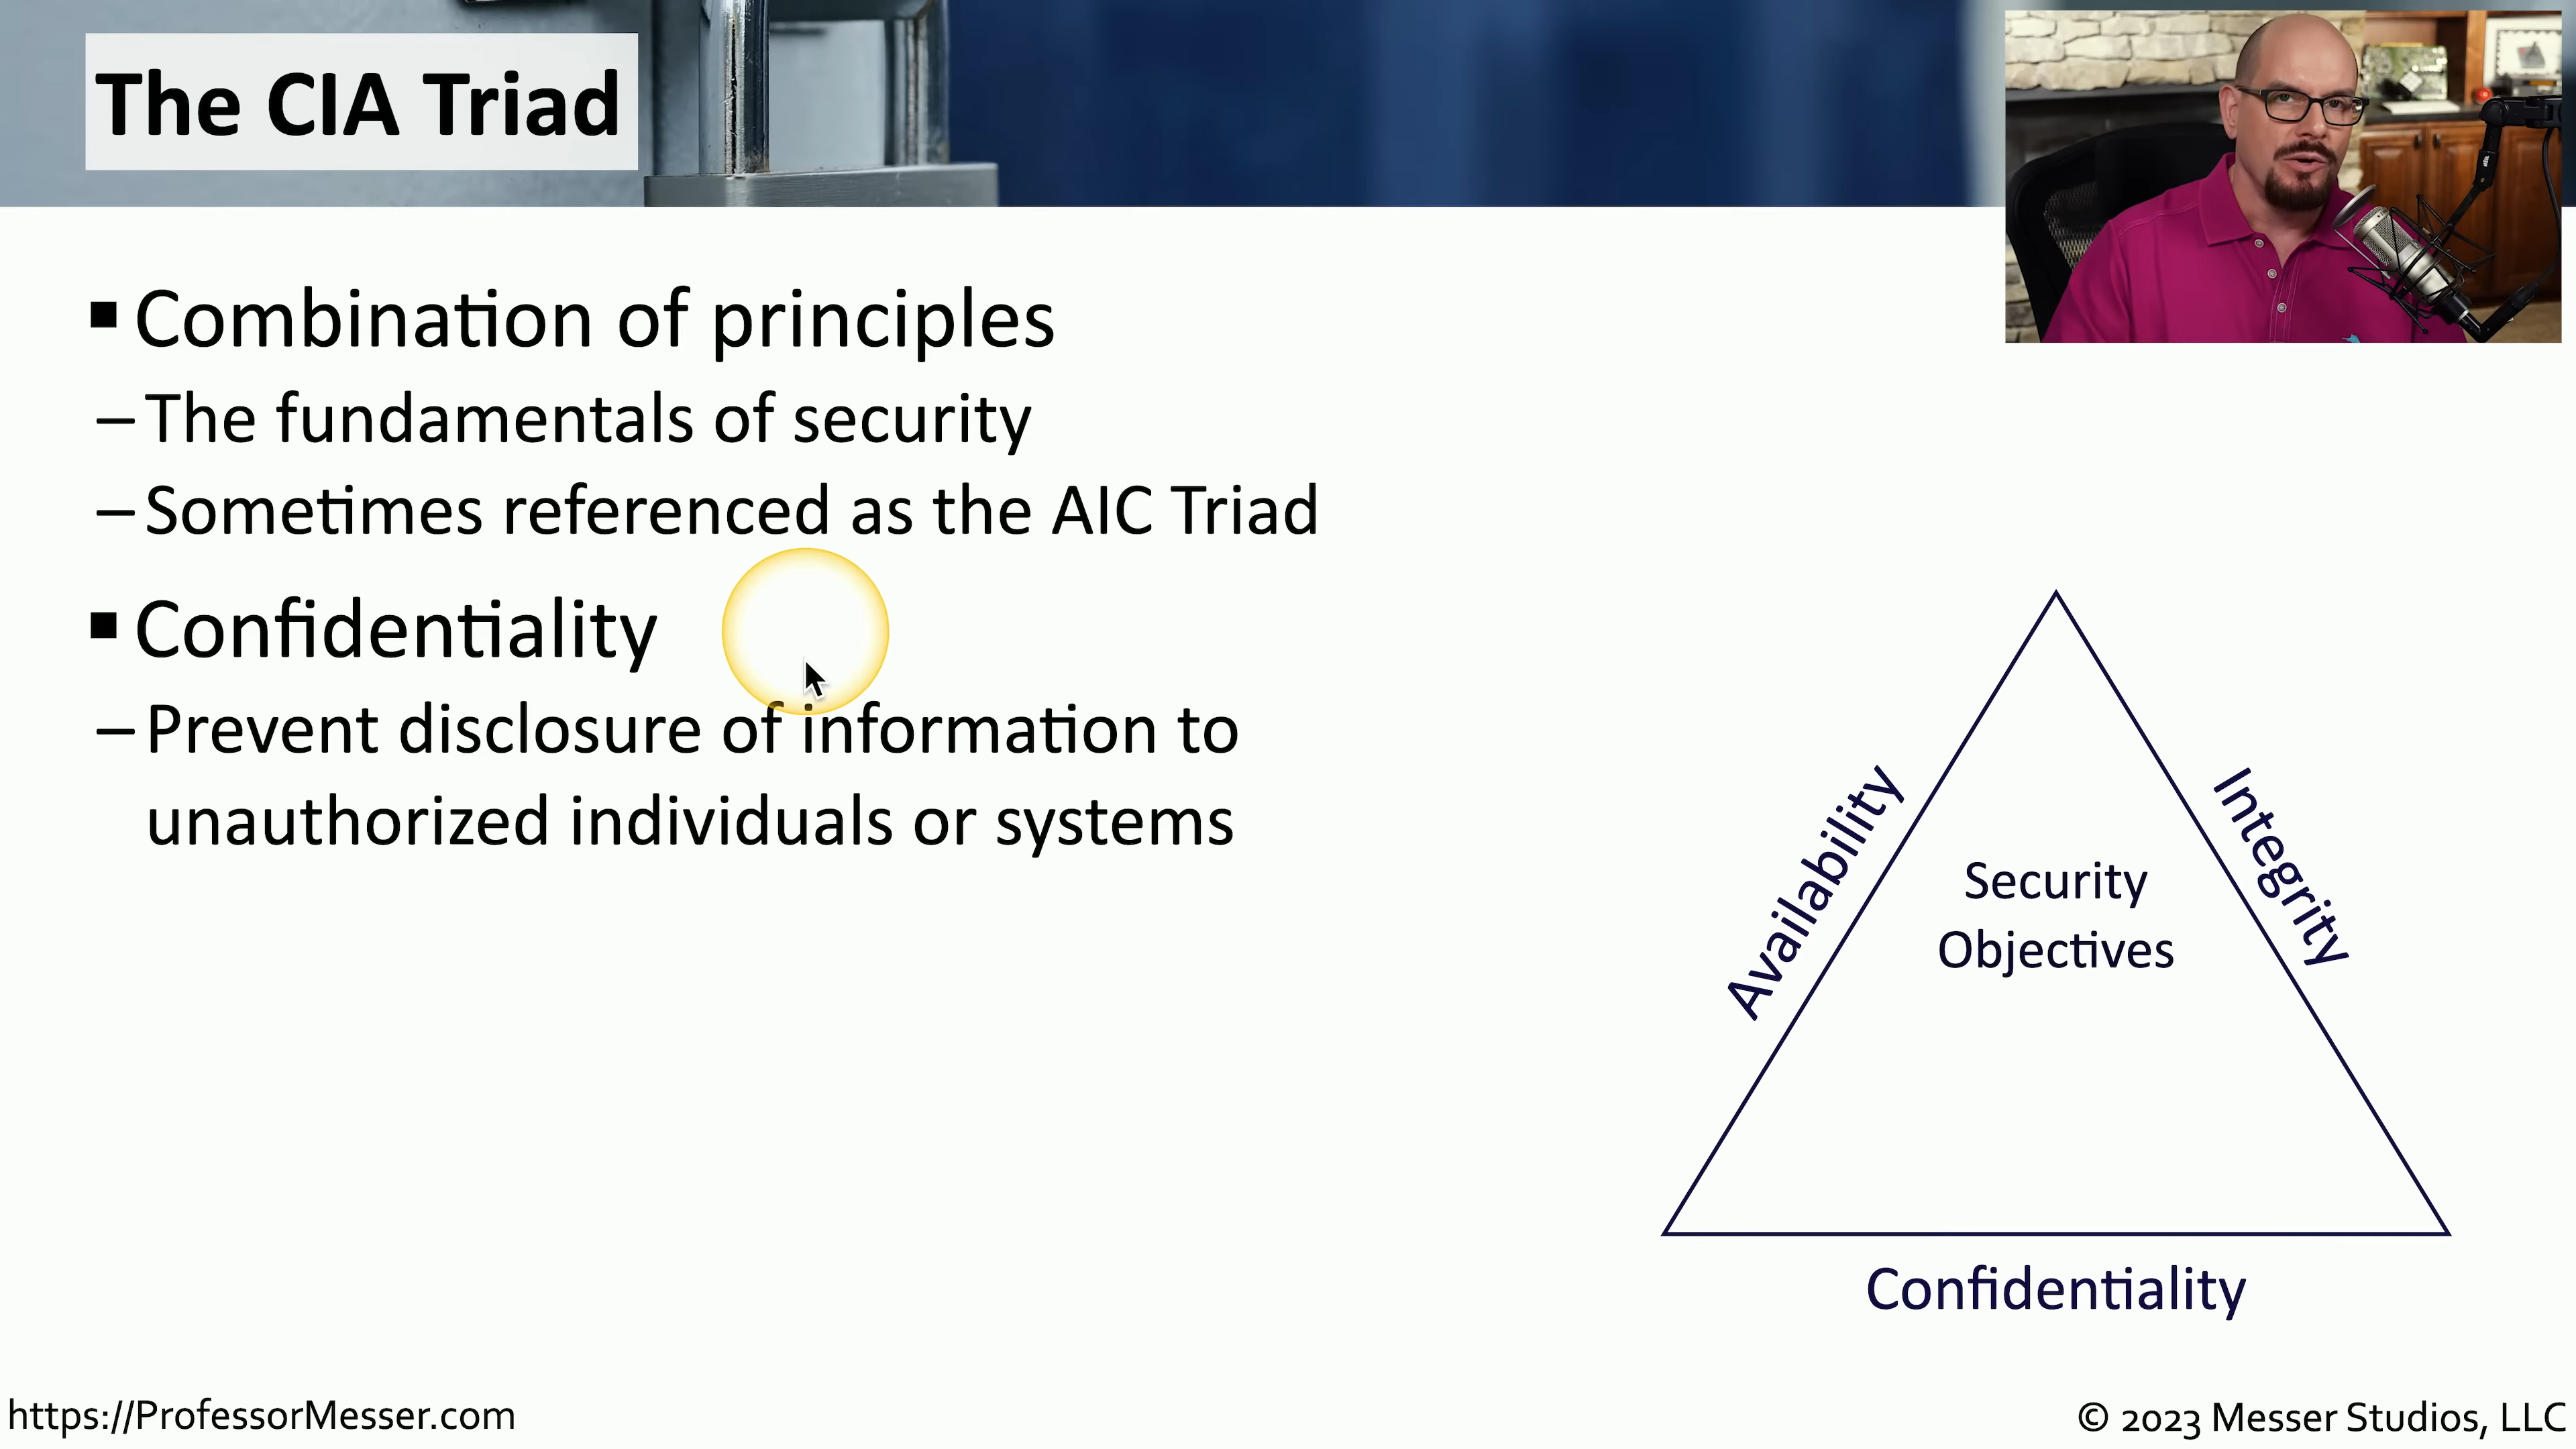 The CIA Triad
▪ Combination of principles
– The fundamentals of security
– Sometimes referenced as the AIC Triad
▪ Confidentiality
– Prevent disclosure of information to
unauthorized individuals or systems
Availability
Integrity
Security
Objectives
Confidentiality
https://ProfessorMesser.com
© 2023 Messer Studios, LLC